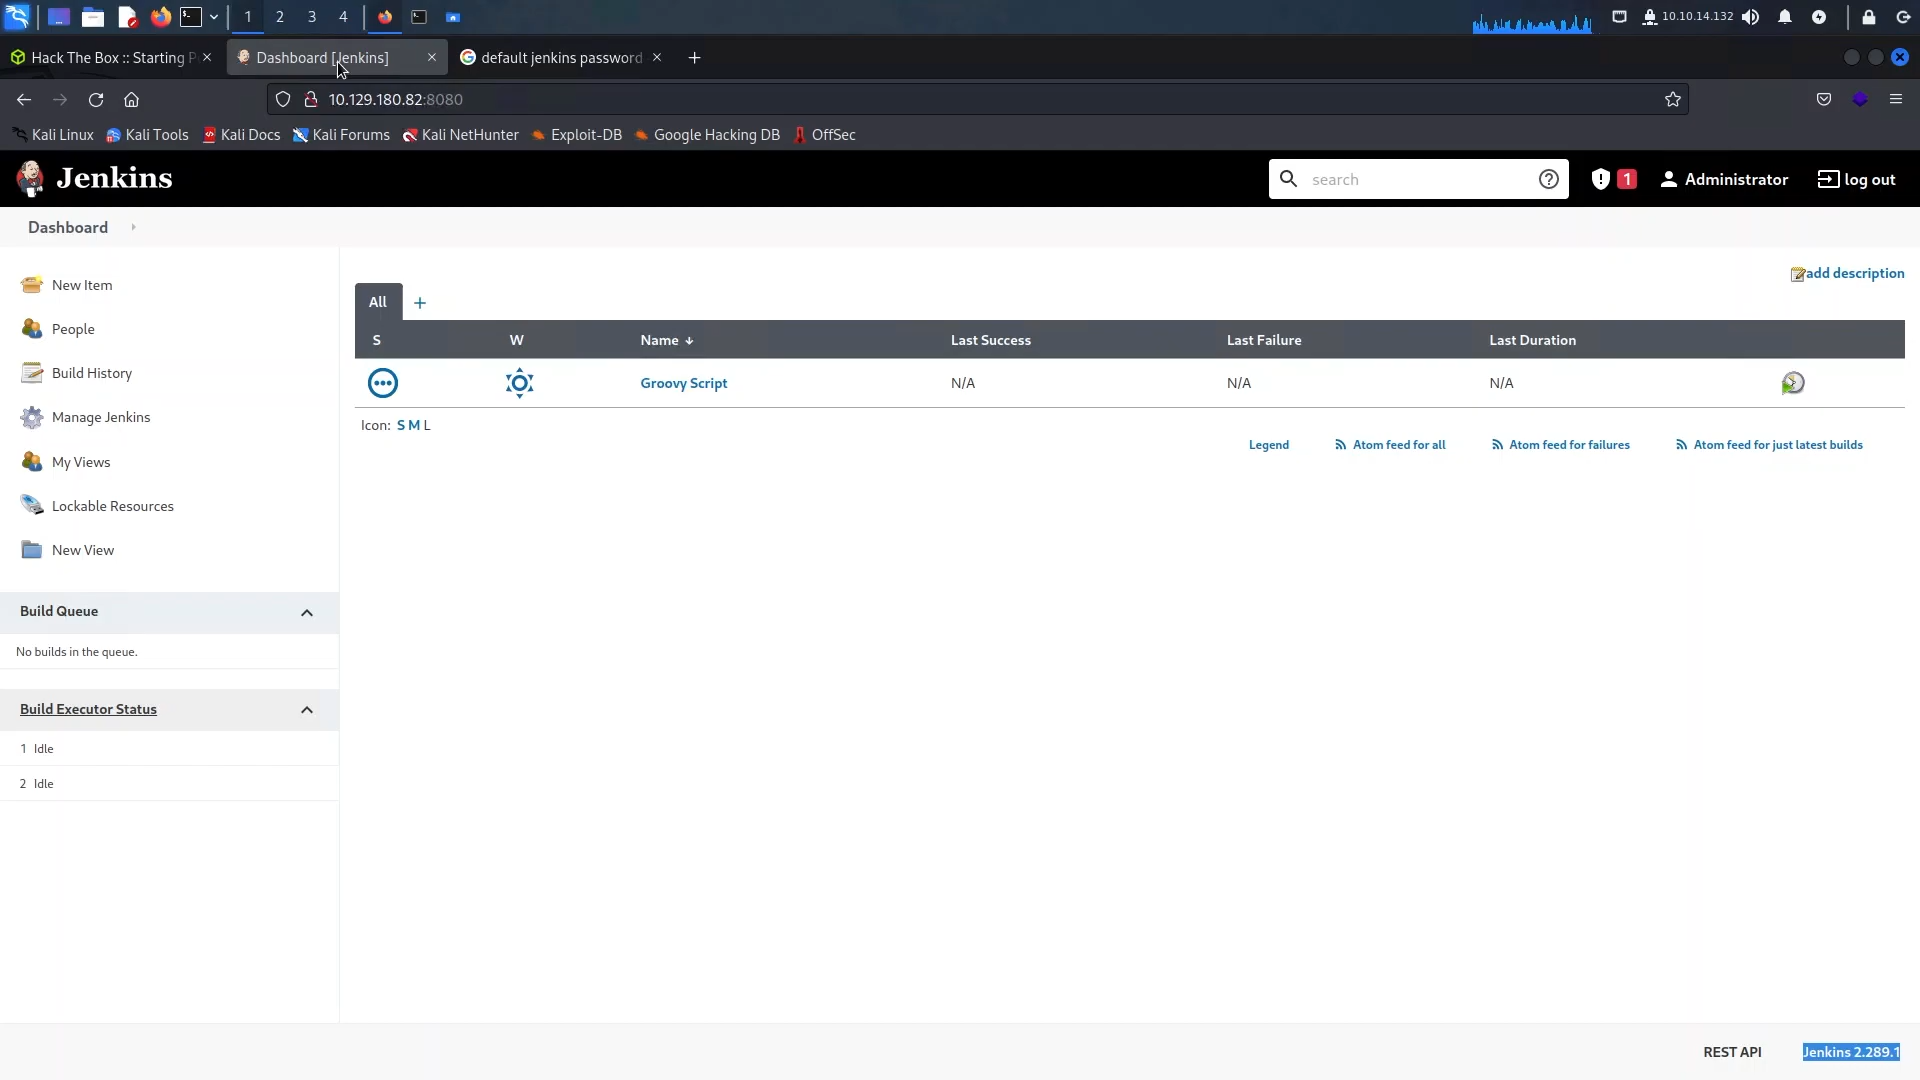 1 2 3 4 10.10.14.132
Hack The Box :: Starting P Dashboard [Jenkins] default jenkins password
10.129.180.82:8080
Kali Linux Kali Tools Kali Docs Kali Forums Kali NetHunter Exploit-DB Google Hacking DB OffSec
Jenkins search 1 Administrator log out
Dashboard
New Item
People
Build History
Manage Jenkins
My Views
Lockable Resources
New View
Build Queue
No builds in the queue.
Build Executor Status
1 Idle
2 Idle
add description
All +
S W Name ↓ Last Success Last Failure Last Duration
Groovy Script N/A N/A N/A
Icon: S M L
Legend Atom feed for all Atom feed for failures Atom feed for just latest builds
REST API Jenkins 2.289.1